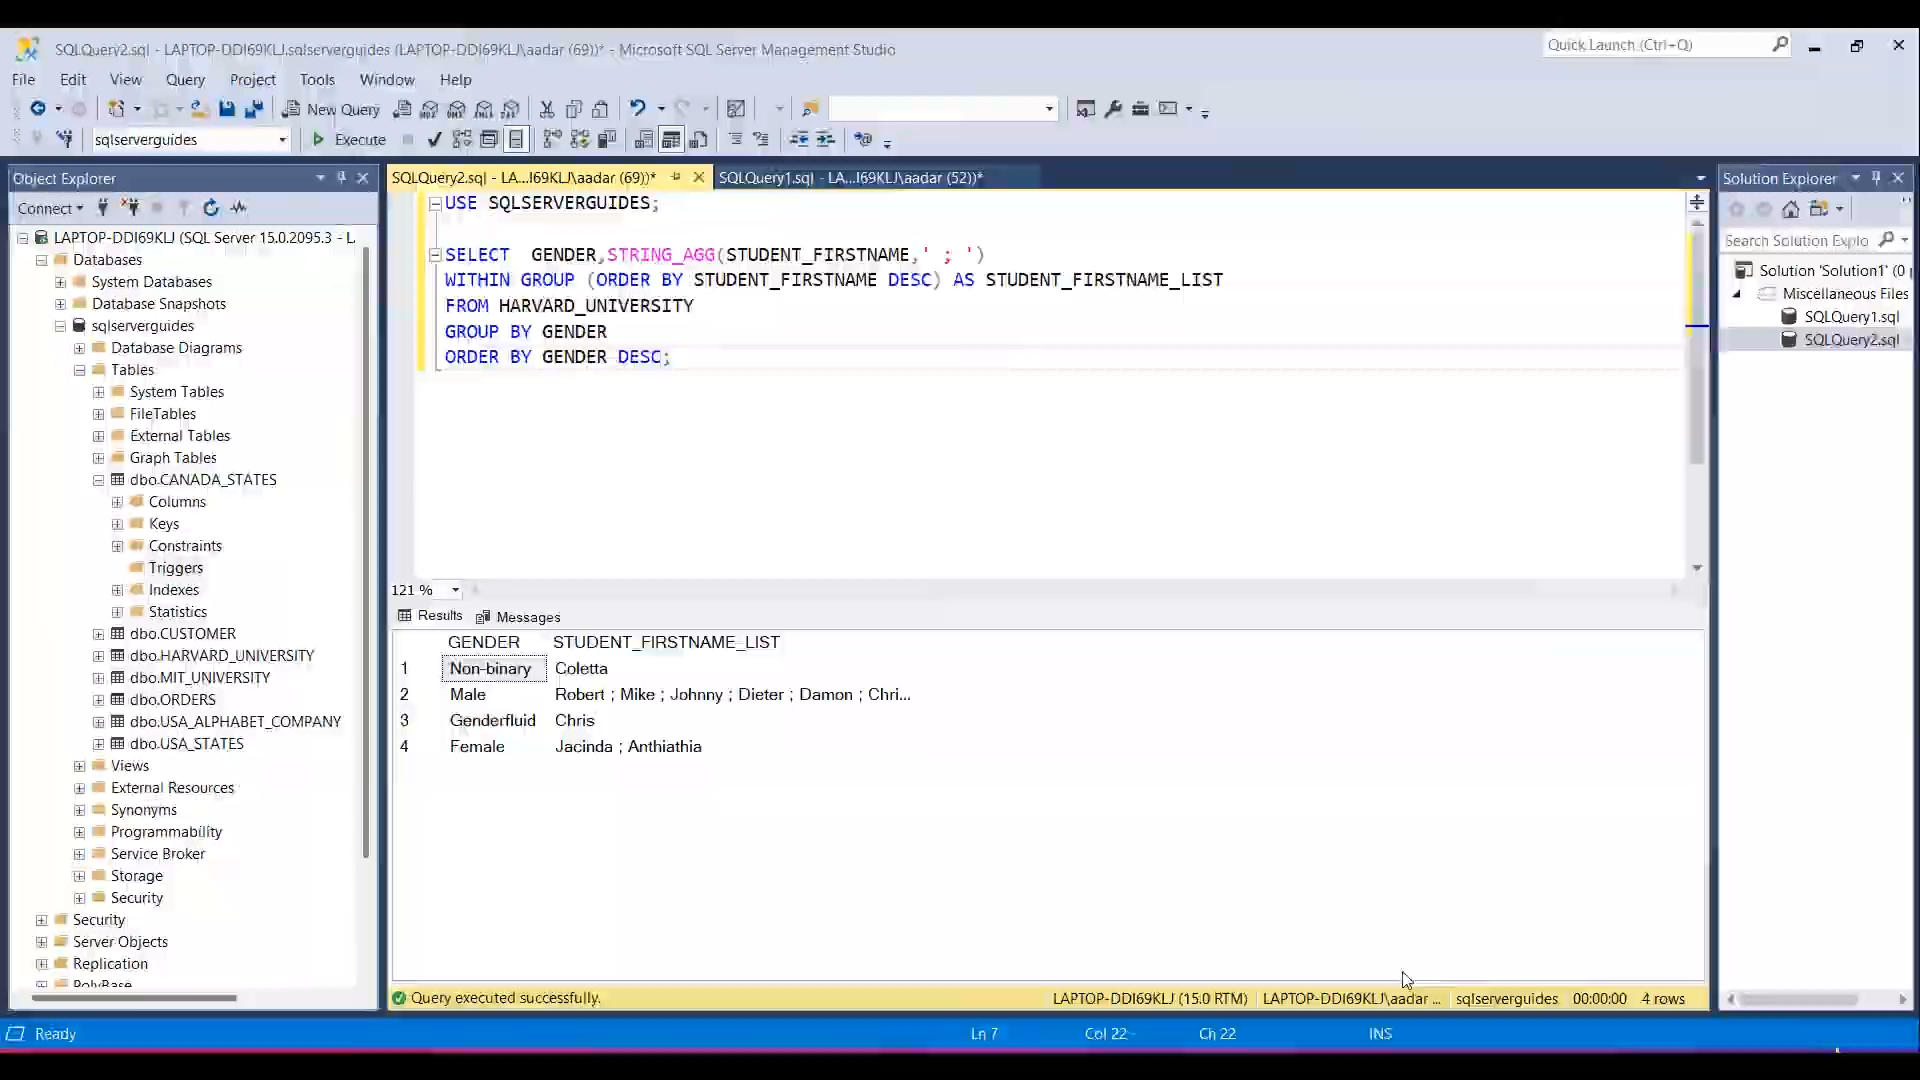 SQLQuery2.sql - LAPTOP-DDI69KLJ.sqlserverguides (LAPTOP-DDI69KLJ\aadar (69))* - Microsoft SQL Server Management Studio
Quick Launch (Ctrl+Q)
File Edit View Query Project Tools Window Help
New Query
sqlserverguides
Execute
Object Explorer
Connect
LAPTOP-DDI69KLJ (SQL Server 15.0.2095.3 - L
Databases
System Databases
Database Snapshots
sqlserverguides
Database Diagrams
Tables
System Tables
FileTables
External Tables
Graph Tables
dbo.CANADA_STATES
Columns
Keys
Constraints
Triggers
Indexes
Statistics
dbo.CUSTOMER
dbo.HARVARD_UNIVERSITY
dbo.MIT_UNIVERSITY
dbo.ORDERS
dbo.USA_ALPHABET_COMPANY
dbo.USA_STATES
Views
External Resources
Synonyms
Programmability
Service Broker
Storage
Security
Security
Server Objects
Replication
PolyBase
SQLQuery2.sql - LA...I69KLJ\aadar (69))*
SQLQuery1.sql - LA...I69KLJ\aadar (52))*
USE SQLSERVERGUIDES;
SELECT GENDER,STRING_AGG(STUDENT_FIRSTNAME,' ; ')
WITHIN GROUP (ORDER BY STUDENT_FIRSTNAME DESC) AS STUDENT_FIRSTNAME_LIST
FROM HARVARD_UNIVERSITY
GROUP BY GENDER
ORDER BY GENDER DESC;
121 %
Results Messages
GENDER STUDENT_FIRSTNAME_LIST
1 Non-binary Coletta
2 Male Robert ; Mike ; Johnny ; Dieter ; Damon ; Chri...
3 Genderfluid Chris
4 Female Jacinda ; Anthiathia
Query executed successfully.
LAPTOP-DDI69KLJ (15.0 RTM) LAPTOP-DDI69KLJ\aadar ... sqlserverguides 00:00:00 4 rows
Solution Explorer
Search Solution Explo
Solution 'Solution1' (0
Miscellaneous Files
SQLQuery1.sql
SQLQuery2.sql
Ready
Ln 7 Col 22 Ch 22 INS